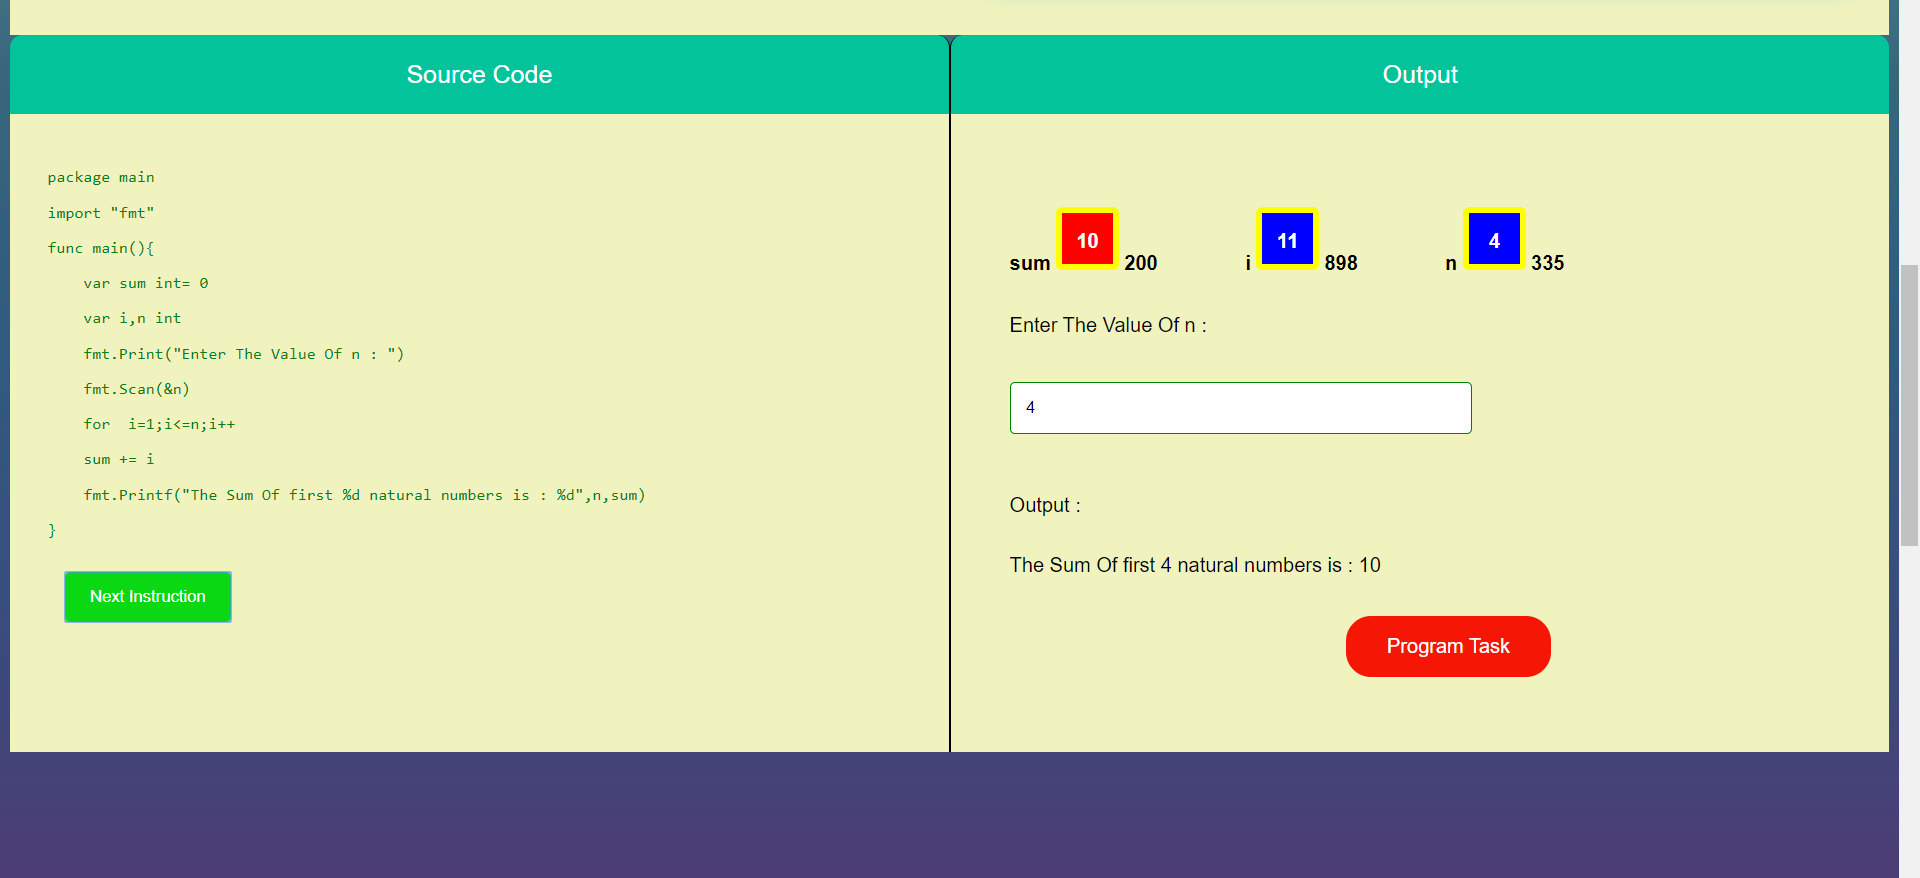 Source Code
package main
import "fmt"
func main(){
    var sum int= 0
    var i,n int
    fmt.Print("Enter The Value Of n : ")
    fmt.Scan(&n)
    for  i=1;i<=n;i++
    sum += i
    fmt.Printf("The Sum Of first %d natural numbers is : %d",n,sum)
}
Next Instruction
Output
sum 10 200 i 11 898 n 4 335
Enter The Value Of n :
4
Output :
The Sum Of first 4 natural numbers is : 10
Program Task